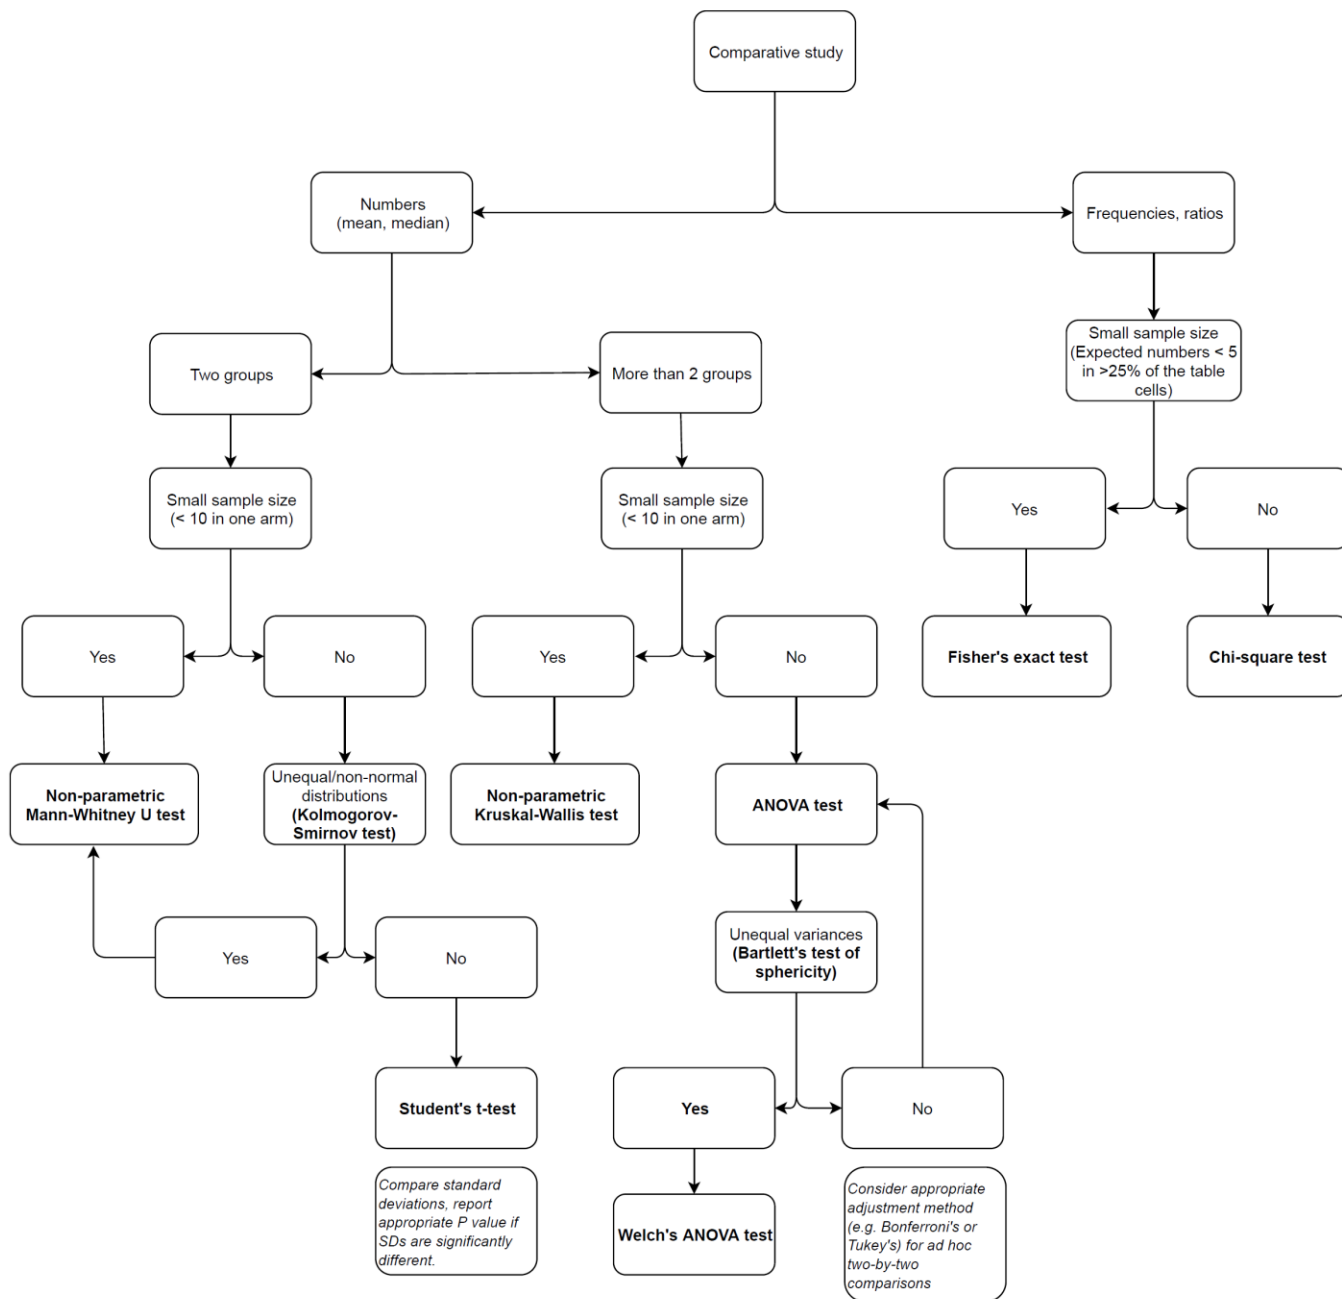 Comparative study
Numbers
(mean, median)
Frequencies, ratios
Two groups
More than 2 groups
Small sample size
(Expected numbers < 5
in >25% of the table
cells)
Small sample size
(< 10 in one arm)
Small sample size
(< 10 in one arm)
Yes
No
Yes
No
Yes
No
Fisher's exact test
Chi-square test
Non-parametric
Mann-Whitney U test
Unequal/non-normal
distributions
(Kolmogorov-
Smirnov test)
Non-parametric
Kruskal-Wallis test
ANOVA test
Yes
No
Unequal variances
(Bartlett's test of
sphericity)
Student's t-test
Yes
No
Compare standard
deviations, report
appropriate P value if
SDs are significantly
different.
Welch's ANOVA test
Consider appropriate
adjustment method
(e.g. Bonferroni's or
Tukey's) for ad hoc
two-by-two
comparisons